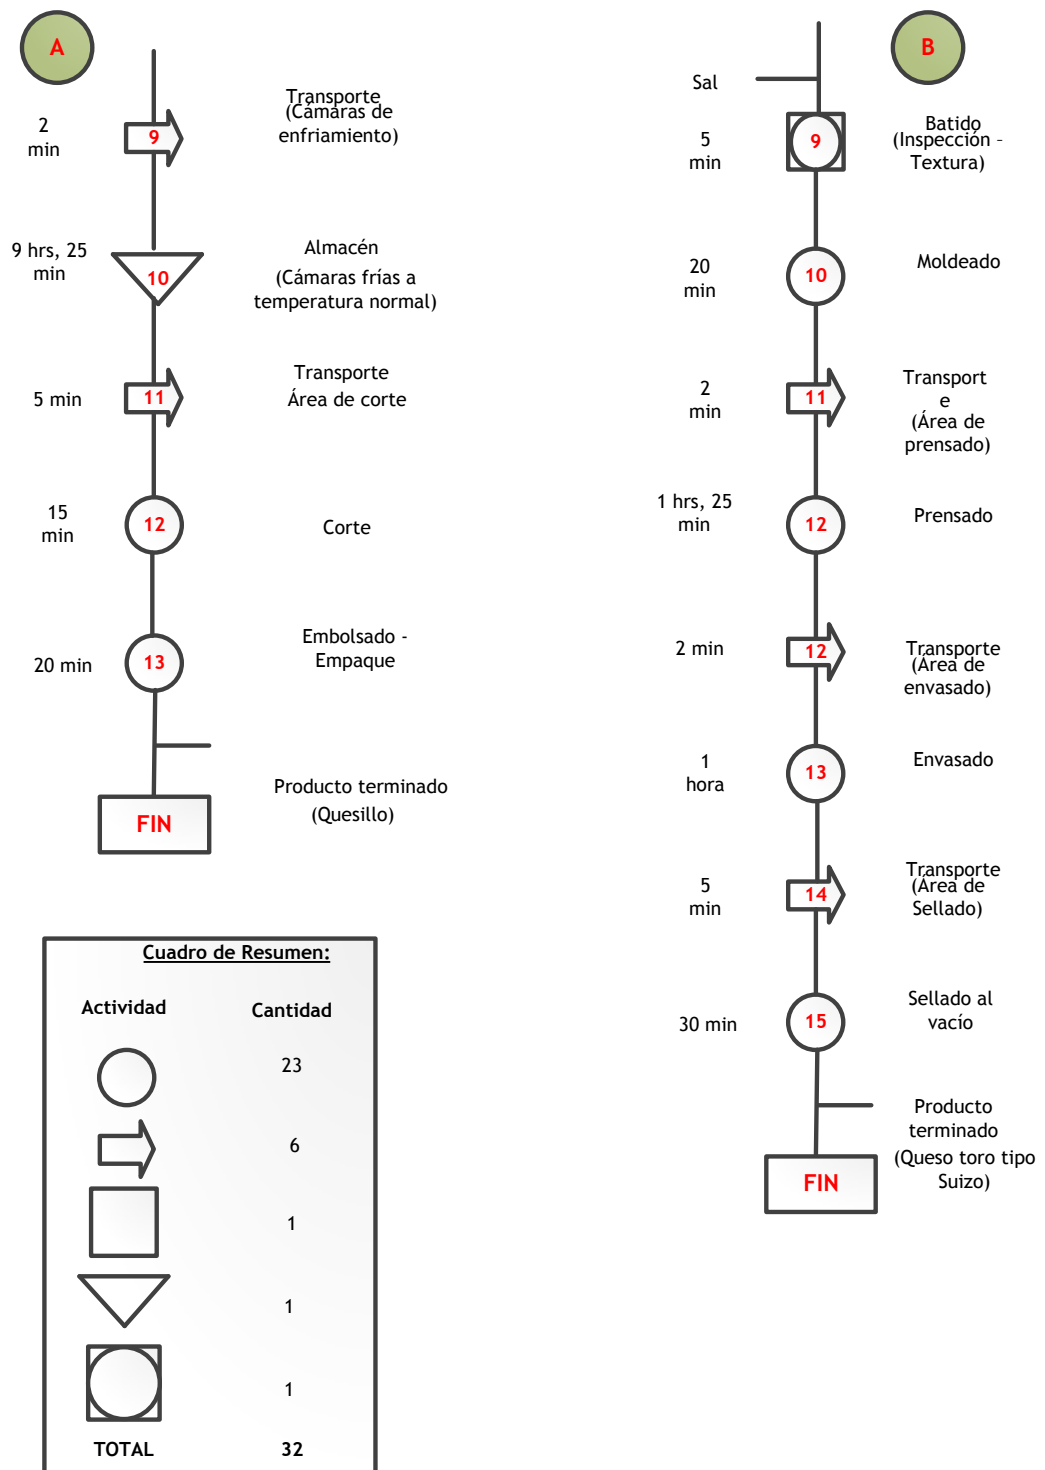 A
2
min
9
Transporte
(Cámaras de
enfriamiento)
9 hrs, 25
min
10
Almacén
(Cámaras frías a
temperatura normal)
5 min
11
Transporte
Área de corte
15
min
12
Corte
20 min
13
Embolsado -
Empaque
Producto terminado
(Quesillo)
FIN
Cuadro de Resumen:
Actividad
Cantidad
23
6
1
1
1
TOTAL
32
B
Sal
5
min
9
Batido
(Inspección –
Textura)
20
min
10
Moldeado
2
min
11
Transport
e
(Área de
prensado)
1 hrs, 25
min
12
Prensado
2 min
12
Transporte
(Área de
envasado)
1
hora
13
Envasado
5
min
14
Transporte
(Área de
Sellado)
30 min
15
Sellado al
vacío
Producto
terminado
(Queso toro tipo
Suizo)
FIN